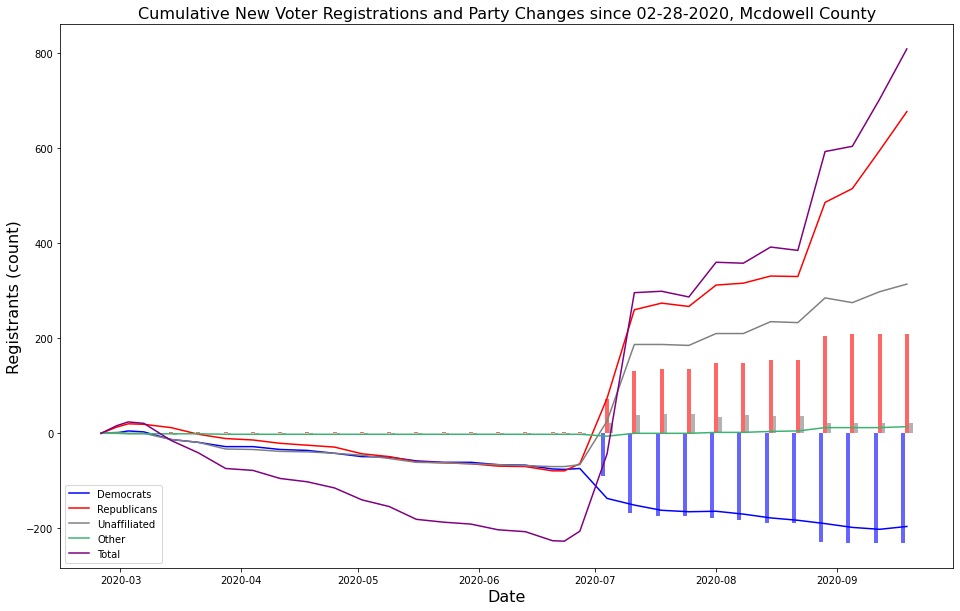 Cumulative New Voter Registrations and Party Changes since 02-28-2020, Mcdowell County
Registrants (count)
800
600
400
200
0
−200
Democrats
Republicans
Unaffiliated
Other
Total
2020-03
2020-04
2020-05
2020-06
2020-07
2020-08
2020-09
Date